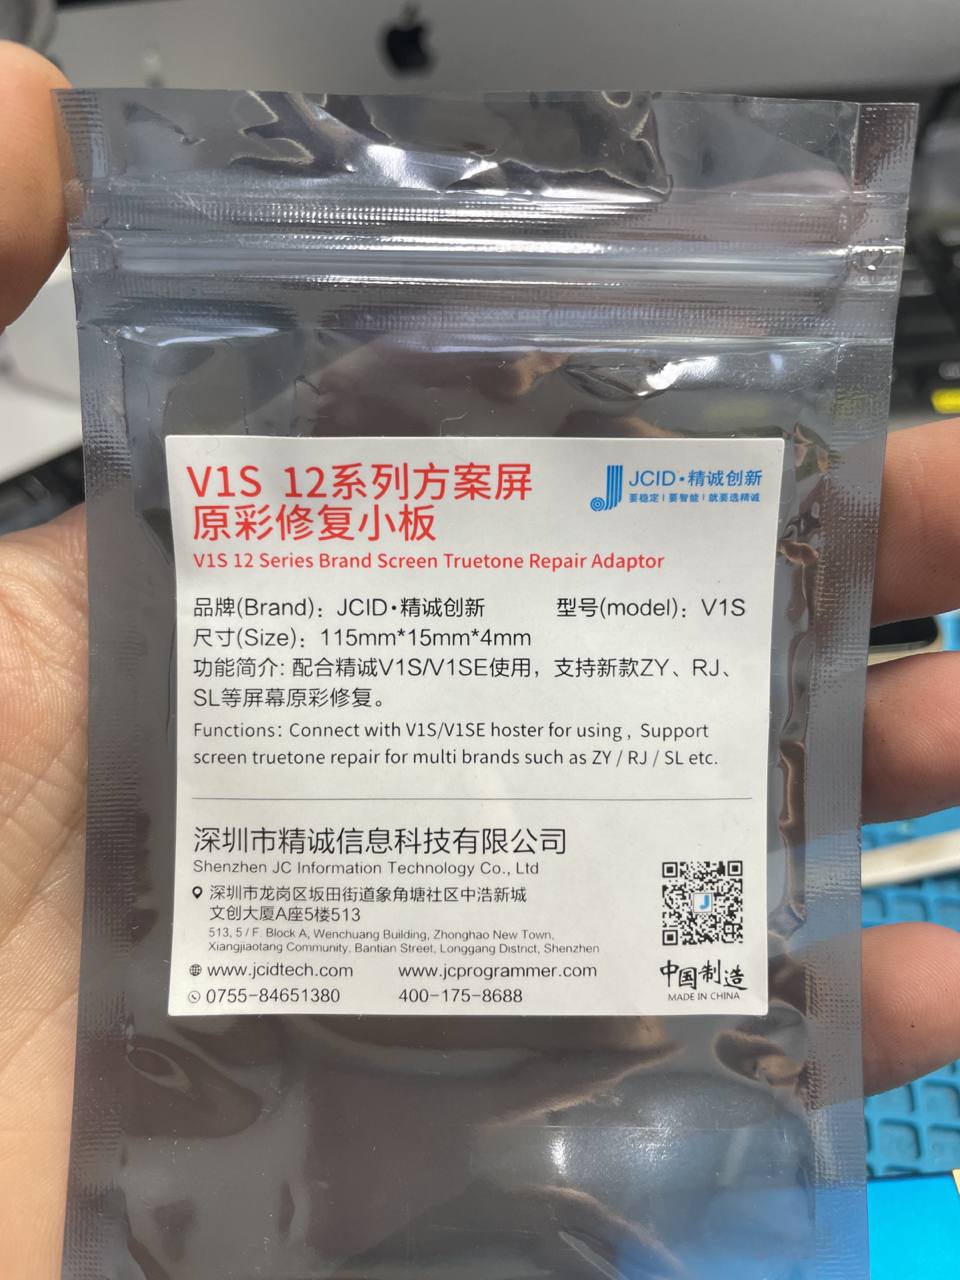 V1S 12系列方案屏
原彩修复小板
JCID·精诚创新
要稳定 | 要智能 | 就要选精诚
V1S 12 Series Brand Screen Truetone Repair Adaptor
品牌(Brand)：JCID·精诚创新 型号(model)：V1S
尺寸(Size)：115mm*15mm*4mm
功能简介: 配合精诚V1S/V1SE使用，支持新款ZY、RJ、
SL等屏幕原彩修复。
Functions：Connect with V1S/V1SE hoster for using，Support
screen truetone repair for multi brands such as ZY / RJ / SL etc.
深圳市精诚信息科技有限公司
Shenzhen JC Information Technology Co., Ltd
深圳市龙岗区坂田街道象角塘社区中浩新城
文创大厦A座5楼513
513, 5 / F. Block A, Wenchuang Building, Zhonghao New Town,
Xiangjiaotang Community, Bantian Street, Longgang District, Shenzhen
www.jcidtech.com www.jcprogrammer.com
0755-84651380 400-175-8688
中国制造
MADE IN CHINA